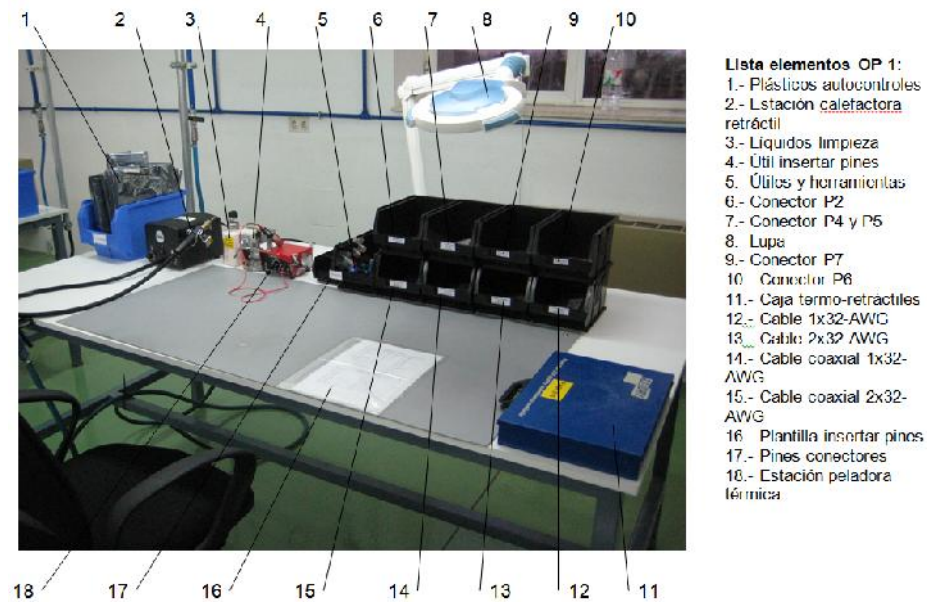 1 2 3 4 5 6 7 8 9 10
Lista elementos OP 1:
1.- Plásticos autocontroles
2.- Estación calefactora
retráctil
3.- Líquidos limpieza
4.- Útil insertar pines
5. Útiles y herramientas
6.- Conector P2
7.- Conector P4 y P5
8. Lupa
9.- Conector P7
10. Conector P6
11.- Caja termo-retráctiles
12.- Cable 1x32-AWG
13. Cable 2x32 AWG
14.- Cable coaxial 1x32-
AWG
15.- Cable coaxial 2x32-
AWG
16. Plantilla insertar pines
17.- Pines conectores
18.- Estación peladora
térmica
18 17 16 15 14 13 12 11